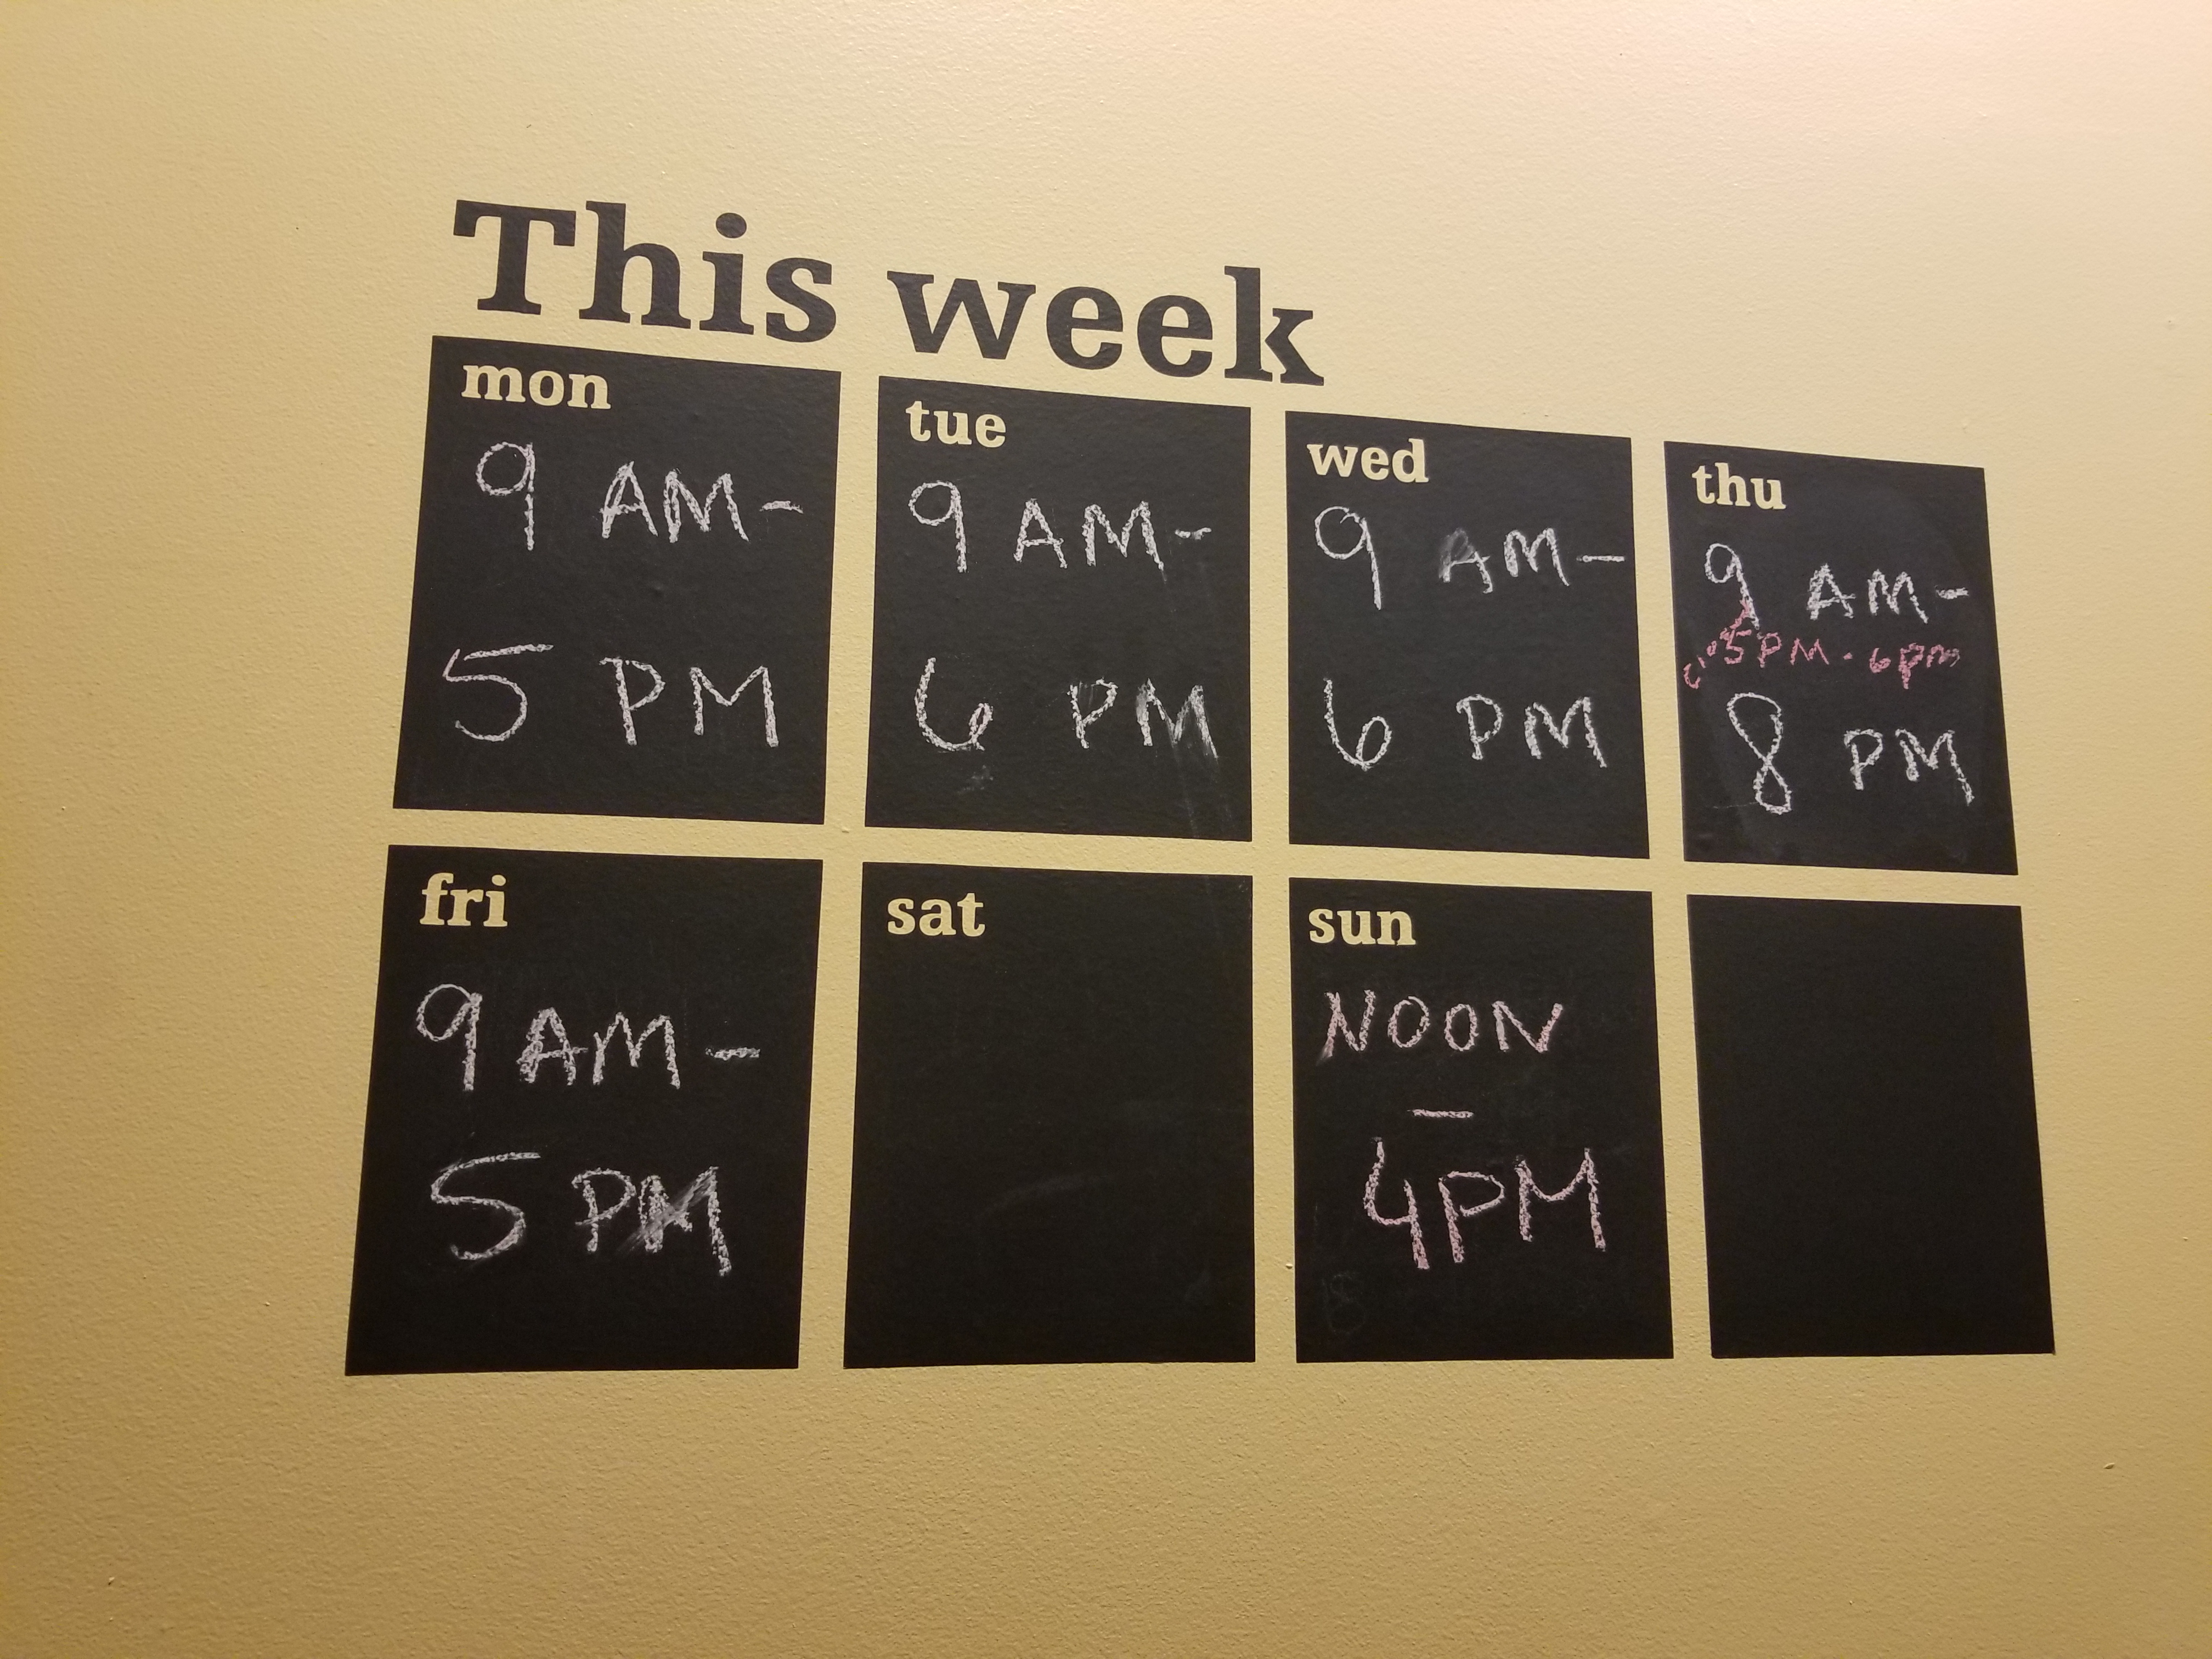 This week
mon
9 AM-
5 PM
tue
9 AM-
6 PM
wed
9 AM-
6 PM
thu
9 AM-
5PM - 6pm
8 PM
fri
9 AM-
5 PM
sat
sun
NOON
-
4PM